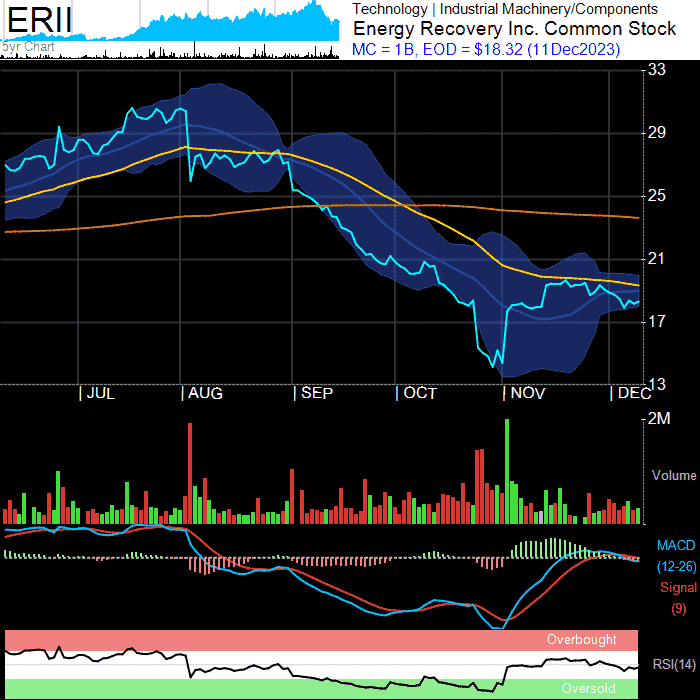 ERII
5yr Chart
Technology | Industrial Machinery/Components
Energy Recovery Inc. Common Stock
MC = 1B, EOD = $18.32 (11Dec2023)
33
29
25
21
17
13
| JUL | AUG | SEP | OCT | NOV | DEC
2M
Volume
MACD
(12-26)
Signal
(9)
Overbought
RSI(14)
Oversold